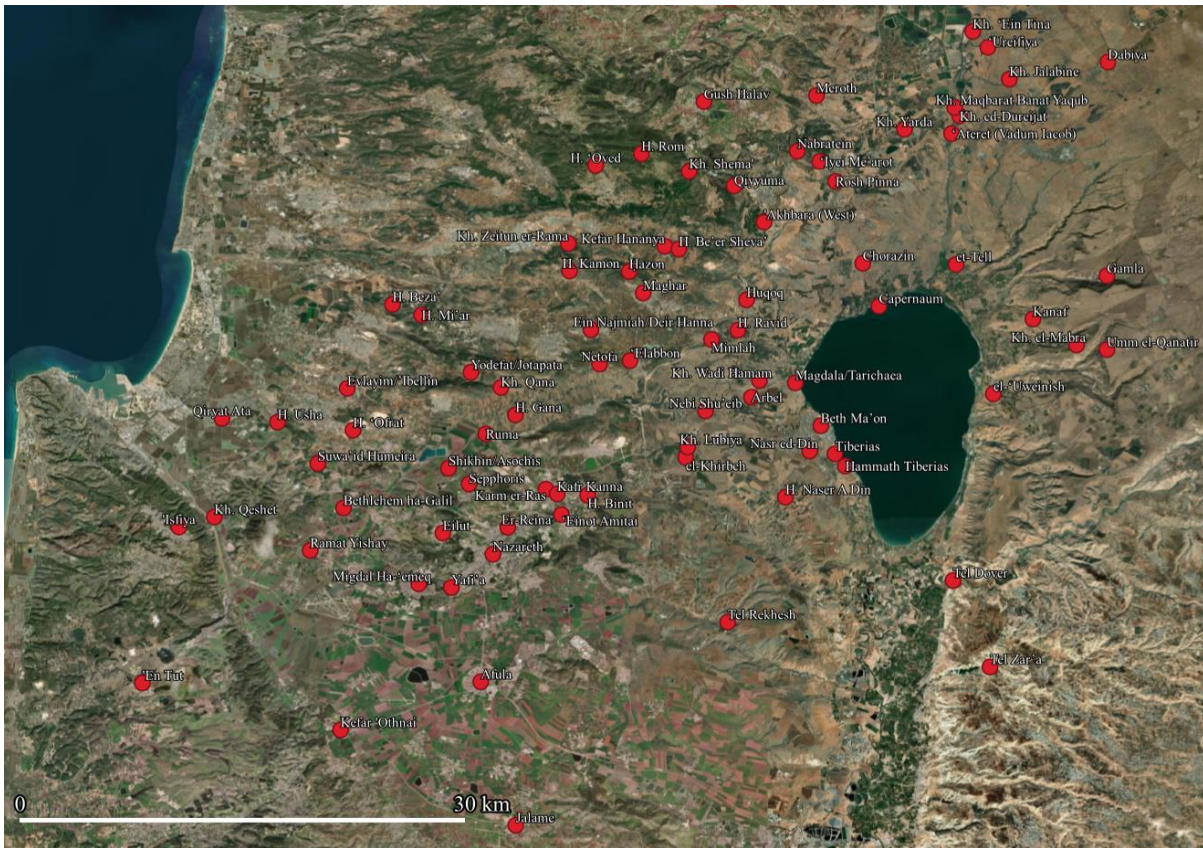 Kh. 'Ein Tina
'Ureifiya
Dabiya
Kh. Jalabine
Gush Halav
Meroth
Kh. Maqbarat Banat Yaqub
Kh. ed-Dureijat
Kh. Yarda
'Ateret (Vadum Iacob)
Nabratein
H. Rom
'Iyei Me'arot
H. 'Oved
Kh. Shema'
Qiyyuma
Rosh Pinna
'Akhbara (West)
Kh. Zeitun er-Rama
Kefar Hananya
H. Be'er Sheva'
Chorazin
et-Tell
H. Kamon
Hazon
Gamla
Maghar
Huqoq
H. Beza'
Capernaum
H. Mi'ar
Kanaf
Ein Najmiah Deir Hanna
H. Ravid
Mimlah
Kh. el-Mabra
Umm el-Qanatir
Netofa
'Elabbon
Yodefat/Jotapata
Kh. Wadi Hamam
Magdala/Tarichaea
Evlayim/'Ibellin
Kh. Qana
el-'Uweinish
Arbel
Nebi Shu'eib
Qiryat Ata
H. Usha
H. Gana
H. 'Ofrat
Ruma
Beth Ma'on
Kh. Lubiya
Nasr ed-Din
Tiberias
Suwa'id Humeira
Shikhin/Asochis
el-Khirbeh
Hammath Tiberias
Sepphoris
Karm er-Ras
Kafr Kanna
H. Binit
H. Naser A Din
Bethlehem ha-Galil
Kh. Qeshet
'Isfiya
Er-Reina
'Einot Amitai
Eilut
Ramat Yishay
Nazareth
Migdal Ha-'emeq
Yafi'a
Tel Dover
Tel Rekhesh
Tel Zar'a
'En Tut
Afula
Kefar 'Othnai
0
30 km
Jalame